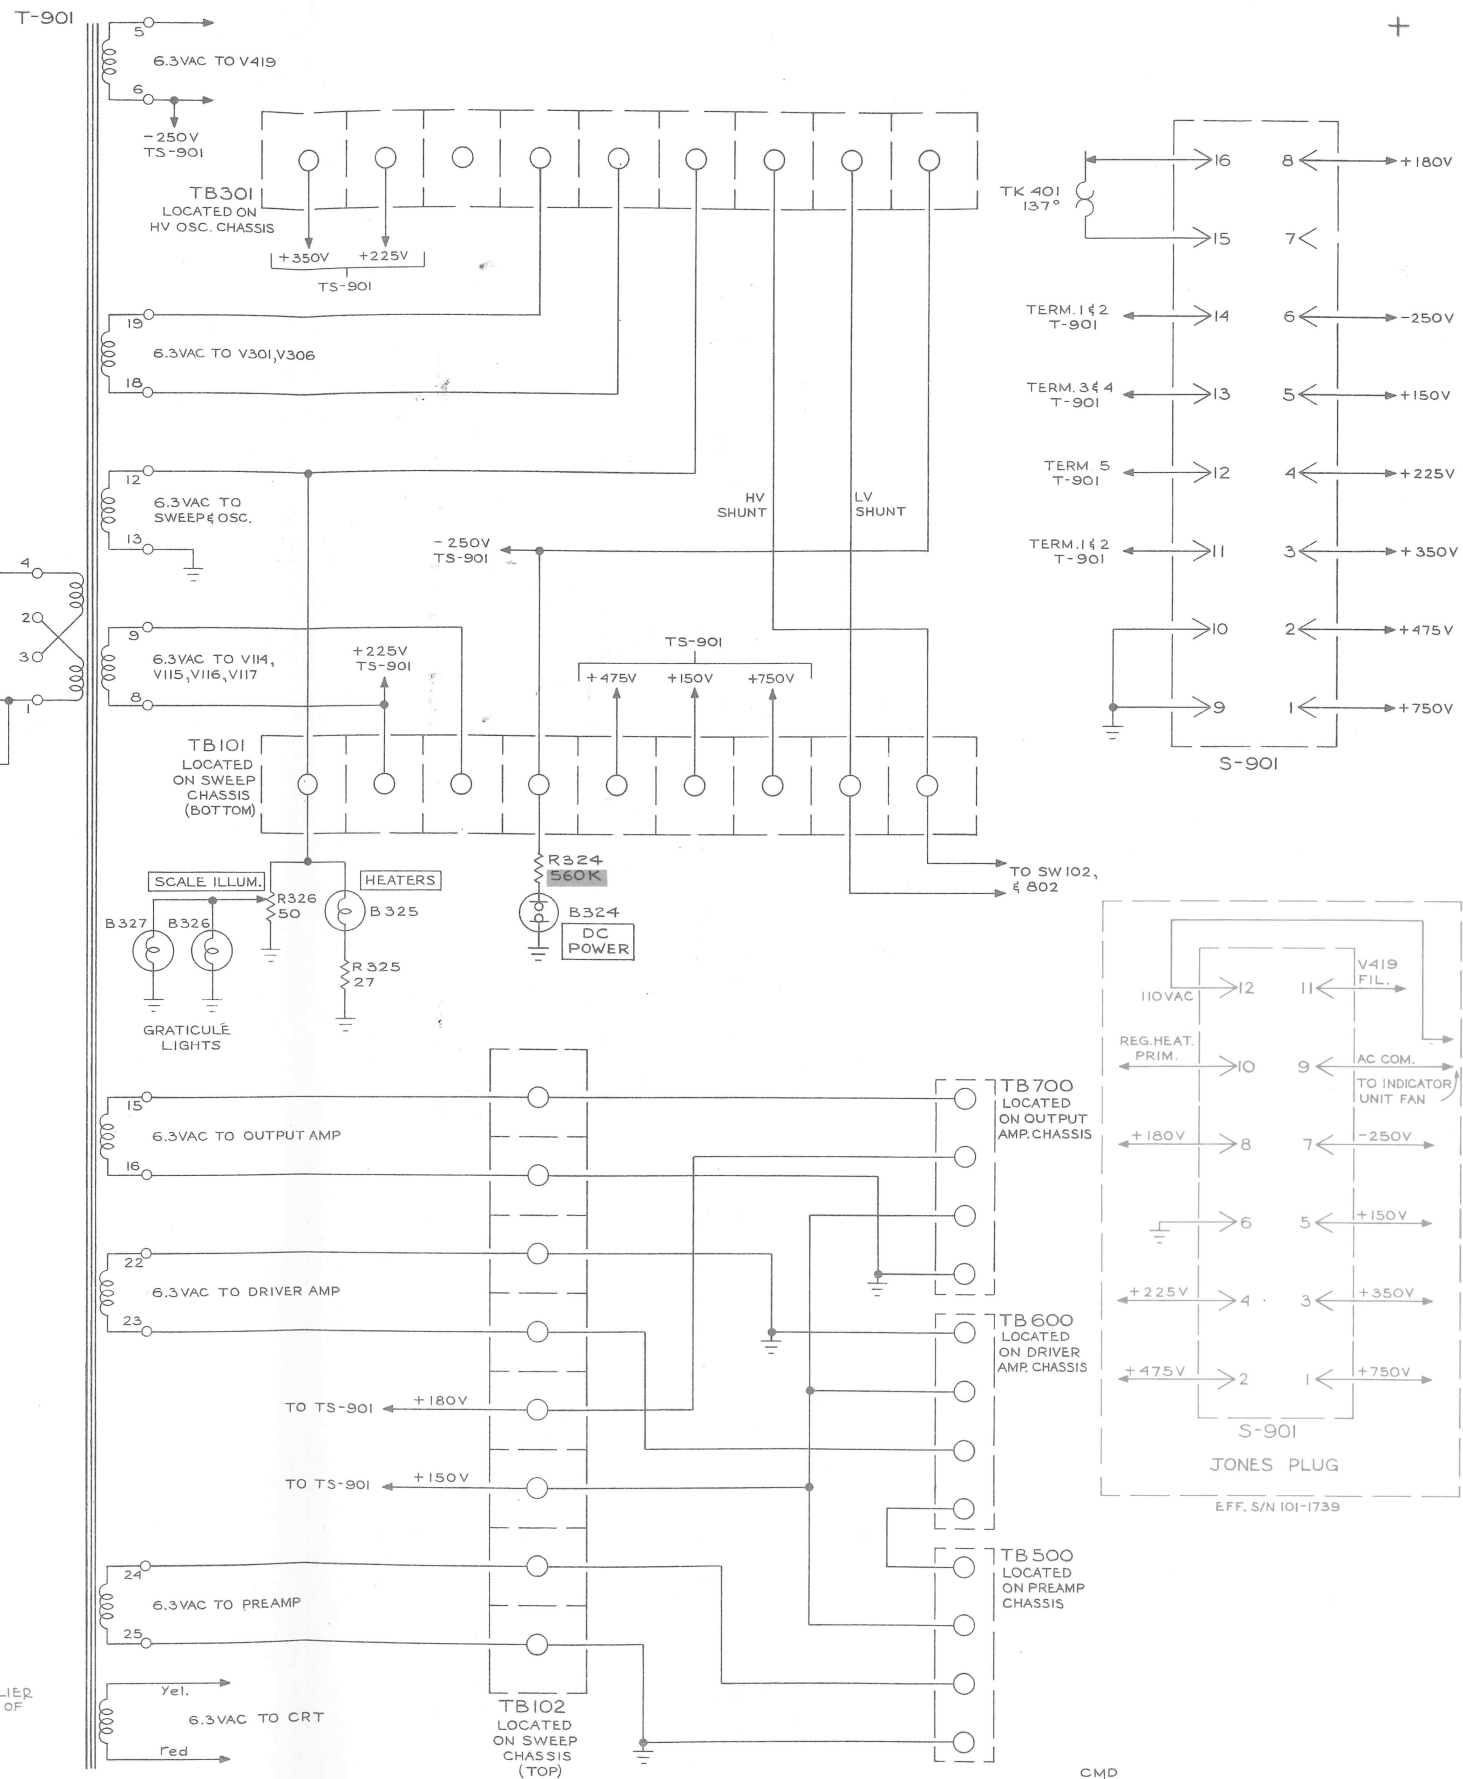 T-901
5
6.3VAC TO V419
6
-250V
TS-901
TB301
LOCATED ON
HV OSC. CHASSIS
+350V +225V
TS-901
19
6.3VAC TO V301,V306
18
12
6.3VAC TO
SWEEP & OSC.
13
HV
SHUNT
LV
SHUNT
-250V
TS-901
4
2
3
1
9
6.3VAC TO V114,
V115,V116,V117
8
+225V
TS-901
TS-901
+475V +150V +750V
TB101
LOCATED
ON SWEEP
CHASSIS
(BOTTOM)
TO SW102,
& 802
R324
560K
B324
DC
POWER
SCALE ILLUM.
HEATERS
R326
50
B325
B327 B326
R325
27
GRATICULE
LIGHTS
TK 401
137°
16 8 +180V
15 7
TERM. 1 & 2
T-901
14 6 -250V
TERM. 3 & 4
T-901
13 5 +150V
TERM. 5
T-901
12 4 +225V
TERM. 1 & 2
T-901
11 3 +350V
10 2 +475V
9 1 +750V
S-901
15
6.3VAC TO OUTPUT AMP
16
22
6.3VAC TO DRIVER AMP
23
TO TS-901 +180V
TO TS-901 +150V
24
6.3VAC TO PREAMP
25
Yel.
6.3VAC TO CRT
red
TB102
LOCATED
ON SWEEP
CHASSIS
(TOP)
TB700
LOCATED
ON OUTPUT
AMP. CHASSIS
TB600
LOCATED
ON DRIVER
AMP. CHASSIS
TB500
LOCATED
ON PREAMP
CHASSIS
110VAC
12 11
V419
FIL.
REG. HEAT.
PRIM.
10 9
AC COM.
TO INDICATOR
UNIT FAN
+180V 8 7 -250V
6 5 +150V
+225V 4 3 +350V
+475V 2 1 +750V
S-901
JONES PLUG
EFF. S/N 101-1739
LIER
OF
CMD